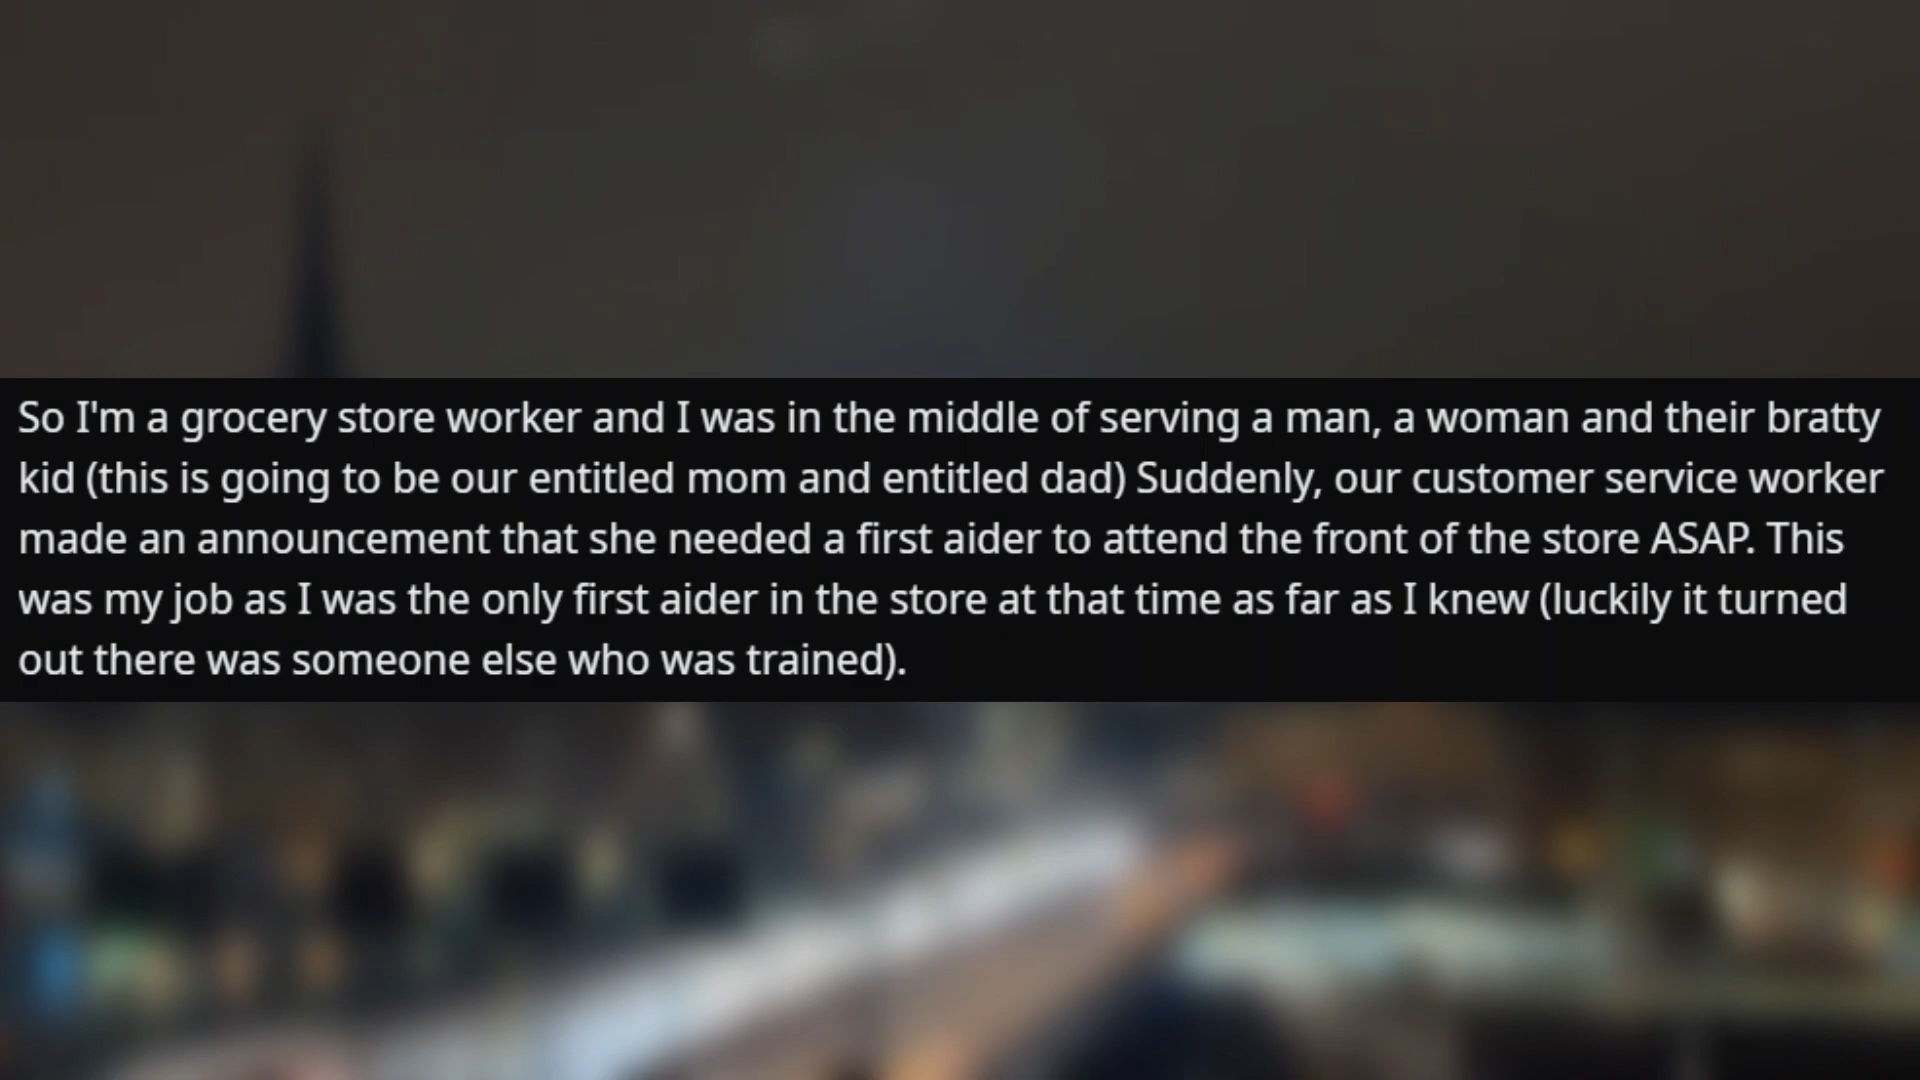 So I'm a grocery store worker and I was in the middle of serving a man, a woman and their bratty
kid (this is going to be our entitled mom and entitled dad) Suddenly, our customer service worker
made an announcement that she needed a first aider to attend the front of the store ASAP. This
was my job as I was the only first aider in the store at that time as far as I knew (luckily it turned
out there was someone else who was trained).